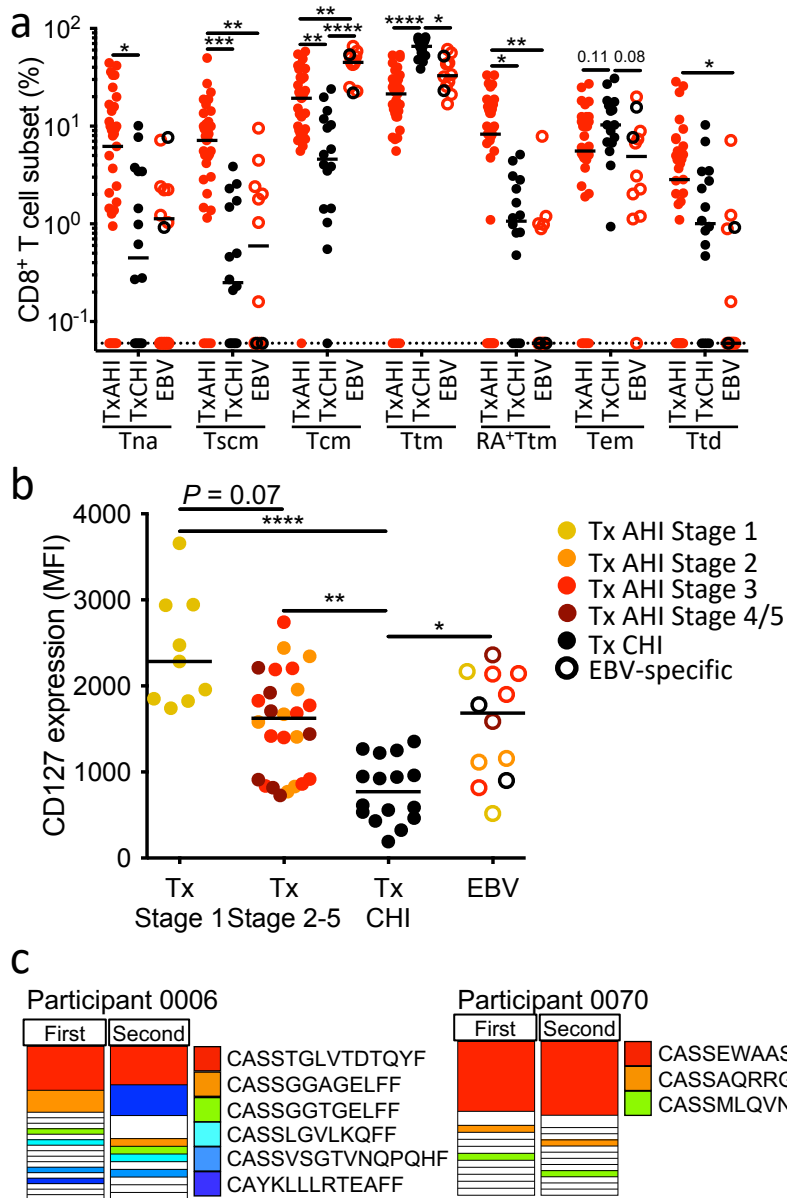 a
CD8⁺ T cell subset (%)
10²
10¹
10⁰
10⁻¹
* *** ** ** ** **** **** * * ** 0.11 0.08 *
TxAHI TxCHI EBV TxAHI TxCHI EBV TxAHI TxCHI EBV TxAHI TxCHI EBV TxAHI TxCHI EBV TxAHI TxCHI EBV TxAHI TxCHI EBV
Tna Tscm Tcm Ttm RA⁺Ttm Tem Ttd
b
CD127 expression (MFI)
4000
3000
2000
1000
0
P = 0.07
****
**
*
Tx Tx Tx EBV
Stage 1 Stage 2-5 CHI
Tx AHI Stage 1
Tx AHI Stage 2
Tx AHI Stage 3
Tx AHI Stage 4/5
Tx CHI
EBV-specific
c
Participant 0006
First Second
CASSTGLVTDTQYF
CASSGGAGELFF
CASSGGTGELFF
CASSLGVLKQFF
CASSVSGTVNQPQHF
CAYKLLLRTEAFF
Participant 0070
First Second
CASSEWAAS
CASSAQRRG
CASSMLQVN